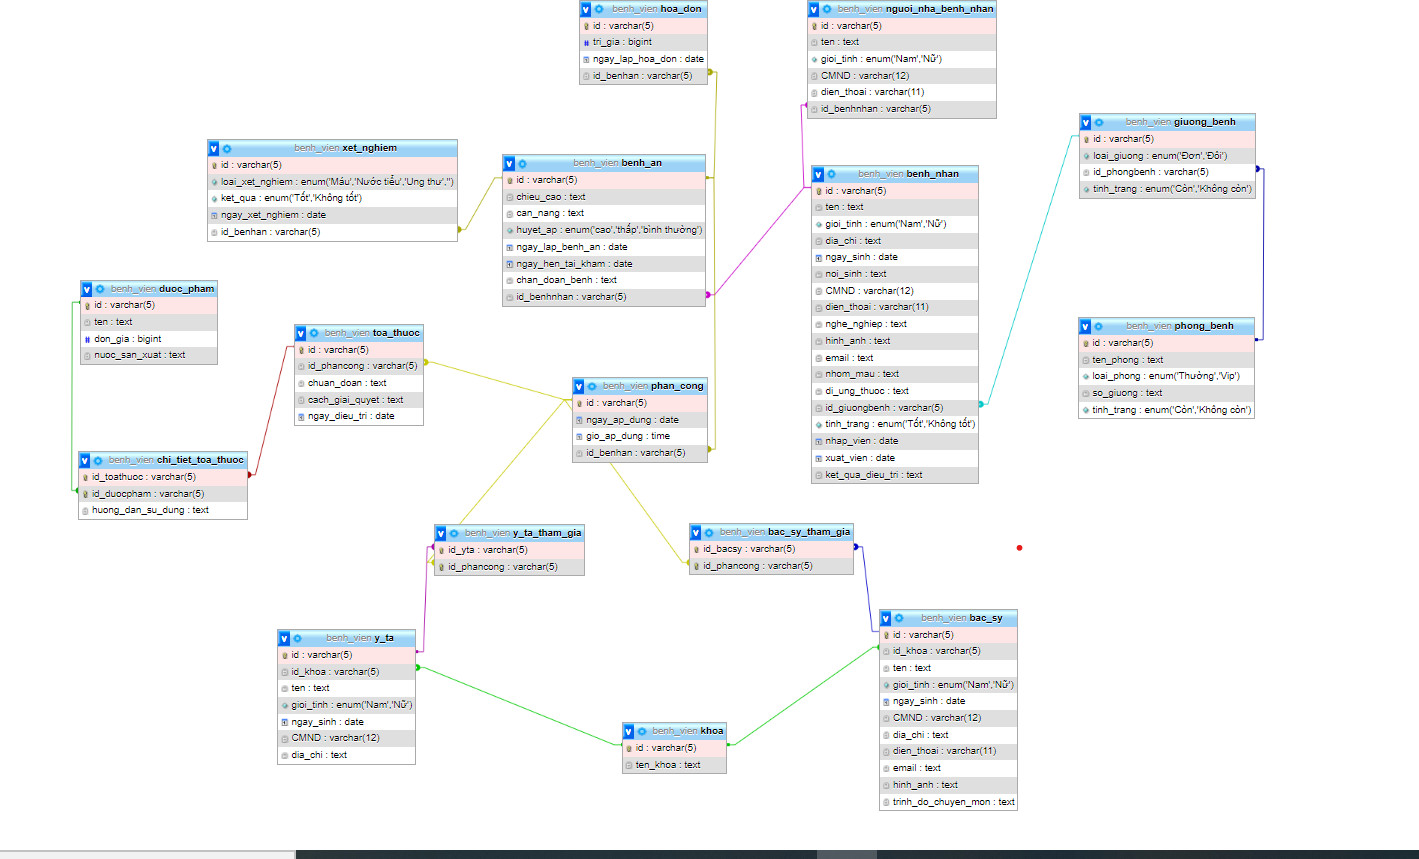 benh_vien hoa_don
id : varchar(5)
tri_gia : bigint
ngay_lap_hoa_don : date
id_benhan : varchar(5)
benh_vien nguoi_nha_benh_nhan
id : varchar(5)
ten : text
gioi_tinh : enum('Nam','Nữ')
CMND : varchar(12)
dien_thoai : varchar(11)
id_benhnhan : varchar(5)
benh_vien giuong_benh
id : varchar(5)
loai_giuong : enum('Đơn','Đôi')
id_phongbenh : varchar(5)
tinh_trang : enum('Còn','Không còn')
benh_vien xet_nghiem
id : varchar(5)
loai_xet_nghiem : enum('Máu','Nước tiểu','Ung thư','')
ket_qua : enum('Tốt','Không tốt')
ngay_xet_nghiem : date
id_benhan : varchar(5)
benh_vien benh_an
id : varchar(5)
chieu_cao : text
can_nang : text
huyet_ap : enum('cao','thấp','bình thường')
ngay_lap_benh_an : date
ngay_hen_tai_kham : date
chan_doan_benh : text
id_benhnhan : varchar(5)
benh_vien benh_nhan
id : varchar(5)
ten : text
gioi_tinh : enum('Nam','Nữ')
dia_chi : text
ngay_sinh : date
noi_sinh : text
CMND : varchar(12)
dien_thoai : varchar(11)
nghe_nghiep : text
hinh_anh : text
email : text
nhom_mau : text
di_ung_thuoc : text
id_giuongbenh : varchar(5)
tinh_trang : enum('Tốt','Không tốt')
nhap_vien : date
xuat_vien : date
ket_qua_dieu_tri : text
benh_vien duoc_pham
id : varchar(5)
ten : text
don_gia : bigint
nuoc_san_xuat : text
benh_vien toa_thuoc
id : varchar(5)
id_phancong : varchar(5)
chuan_doan : text
cach_giai_quyet : text
ngay_dieu_tri : date
benh_vien phong_benh
id : varchar(5)
ten_phong : text
loai_phong : enum('Thường','Vip')
so_giuong : text
tinh_trang : enum('Còn','Không còn')
benh_vien phan_cong
id : varchar(5)
ngay_ap_dung : date
gio_ap_dung : time
id_benhan : varchar(5)
benh_vien chi_tiet_toa_thuoc
id_toathuoc : varchar(5)
id_duocpham : varchar(5)
huong_dan_su_dung : text
benh_vien y_ta_tham_gia
id_yta : varchar(5)
id_phancong : varchar(5)
benh_vien bac_sy_tham_gia
id_bacsy : varchar(5)
id_phancong : varchar(5)
benh_vien y_ta
id : varchar(5)
id_khoa : varchar(5)
ten : text
gioi_tinh : enum('Nam','Nữ')
ngay_sinh : date
CMND : varchar(12)
dia_chi : text
benh_vien bac_sy
id : varchar(5)
id_khoa : varchar(5)
ten : text
gioi_tinh : enum('Nam','Nữ')
ngay_sinh : date
CMND : varchar(12)
dia_chi : text
dien_thoai : varchar(11)
email : text
hinh_anh : text
trinh_do_chuyen_mon : text
benh_vien khoa
id : varchar(5)
ten_khoa : text